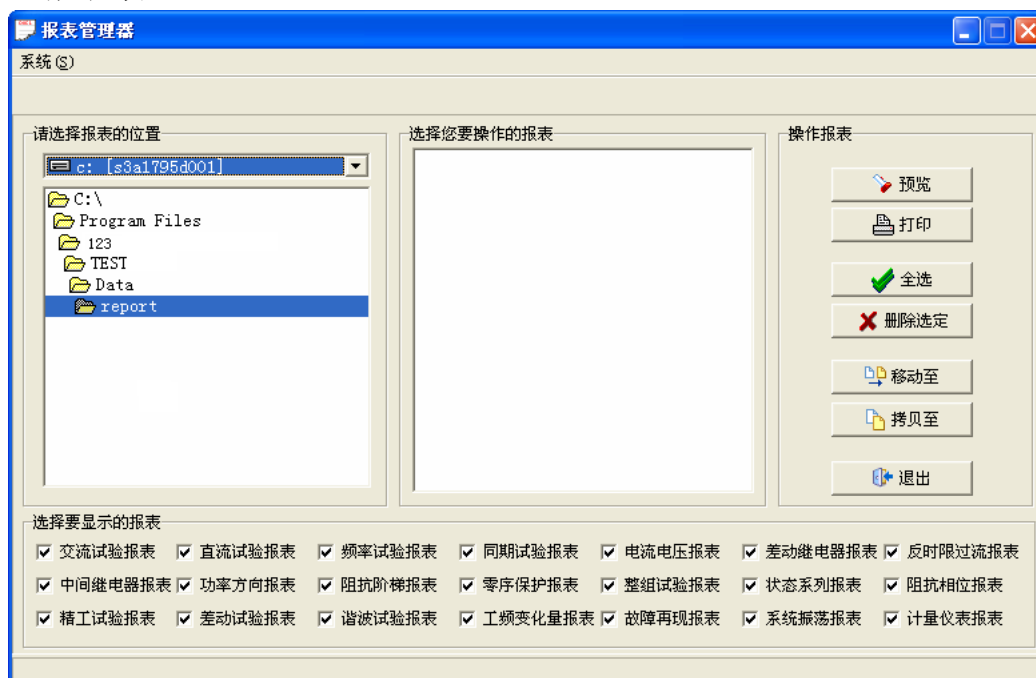 报表管理器
系统(S)
请选择报表的位置
选择您要操作的报表
操作报表
c: [s3a1795d001]
C:\
Program Files
123
TEST
Data
report
预览
打印
全选
删除选定
移动至
拷贝至
退出
选择要显示的报表
交流试验报表 直流试验报表 频率试验报表 同期试验报表 电流电压报表 差动继电器报表 反时限过流报表
中间继电器报表 功率方向报表 阻抗阶梯报表 零序保护报表 整组试验报表 状态系列报表 阻抗相位报表
精工试验报表 差动试验报表 谐波试验报表 工频变化量报表 故障再现报表 系统振荡报表 计量仪表报表